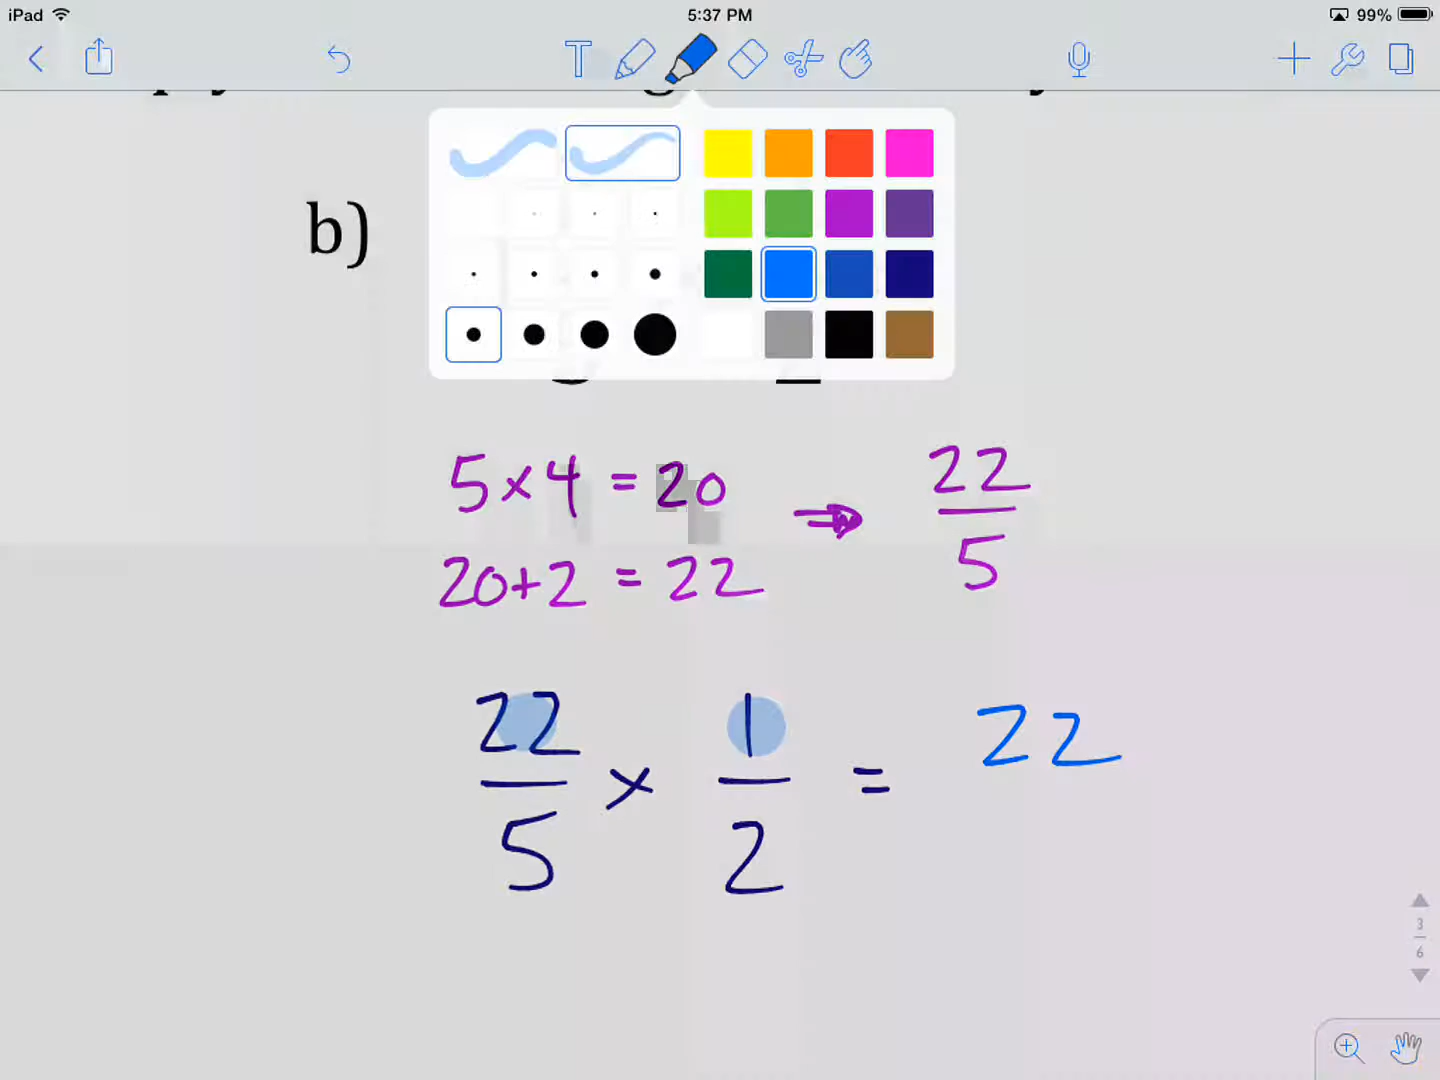 iPad 5:37 PM 99%
T
b)
5 × 4 = 20 ⇒ 22/5
20 + 2 = 22
22/5 × 1/2 = 22
3
6